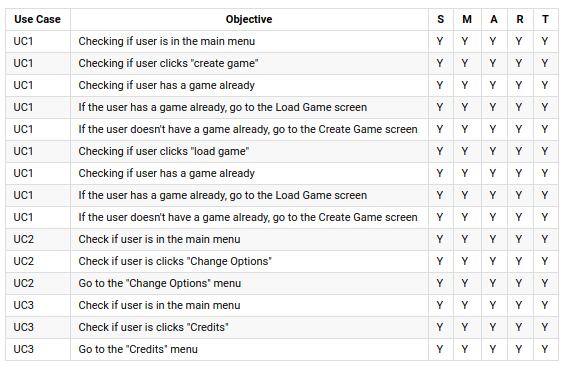 Use Case Objective S M A R T
UC1 Checking if user is in the main menu Y Y Y Y Y
UC1 Checking if user clicks "create game" Y Y Y Y Y
UC1 Checking if user has a game already Y Y Y Y Y
UC1 If the user has a game already, go to the Load Game screen Y Y Y Y Y
UC1 If the user doesn't have a game already, go to the Create Game screen Y Y Y Y Y
UC1 Checking if user clicks "load game" Y Y Y Y Y
UC1 Checking if user has a game already Y Y Y Y Y
UC1 If the user has a game already, go to the Load Game screen Y Y Y Y Y
UC1 If the user doesn't have a game already, go to the Create Game screen Y Y Y Y Y
UC2 Check if user is in the main menu Y Y Y Y Y
UC2 Check if user is clicks "Change Options" Y Y Y Y Y
UC2 Go to the "Change Options" menu Y Y Y Y Y
UC3 Check if user is in the main menu Y Y Y Y Y
UC3 Check if user is clicks "Credits" Y Y Y Y Y
UC3 Go to the "Credits" menu Y Y Y Y Y